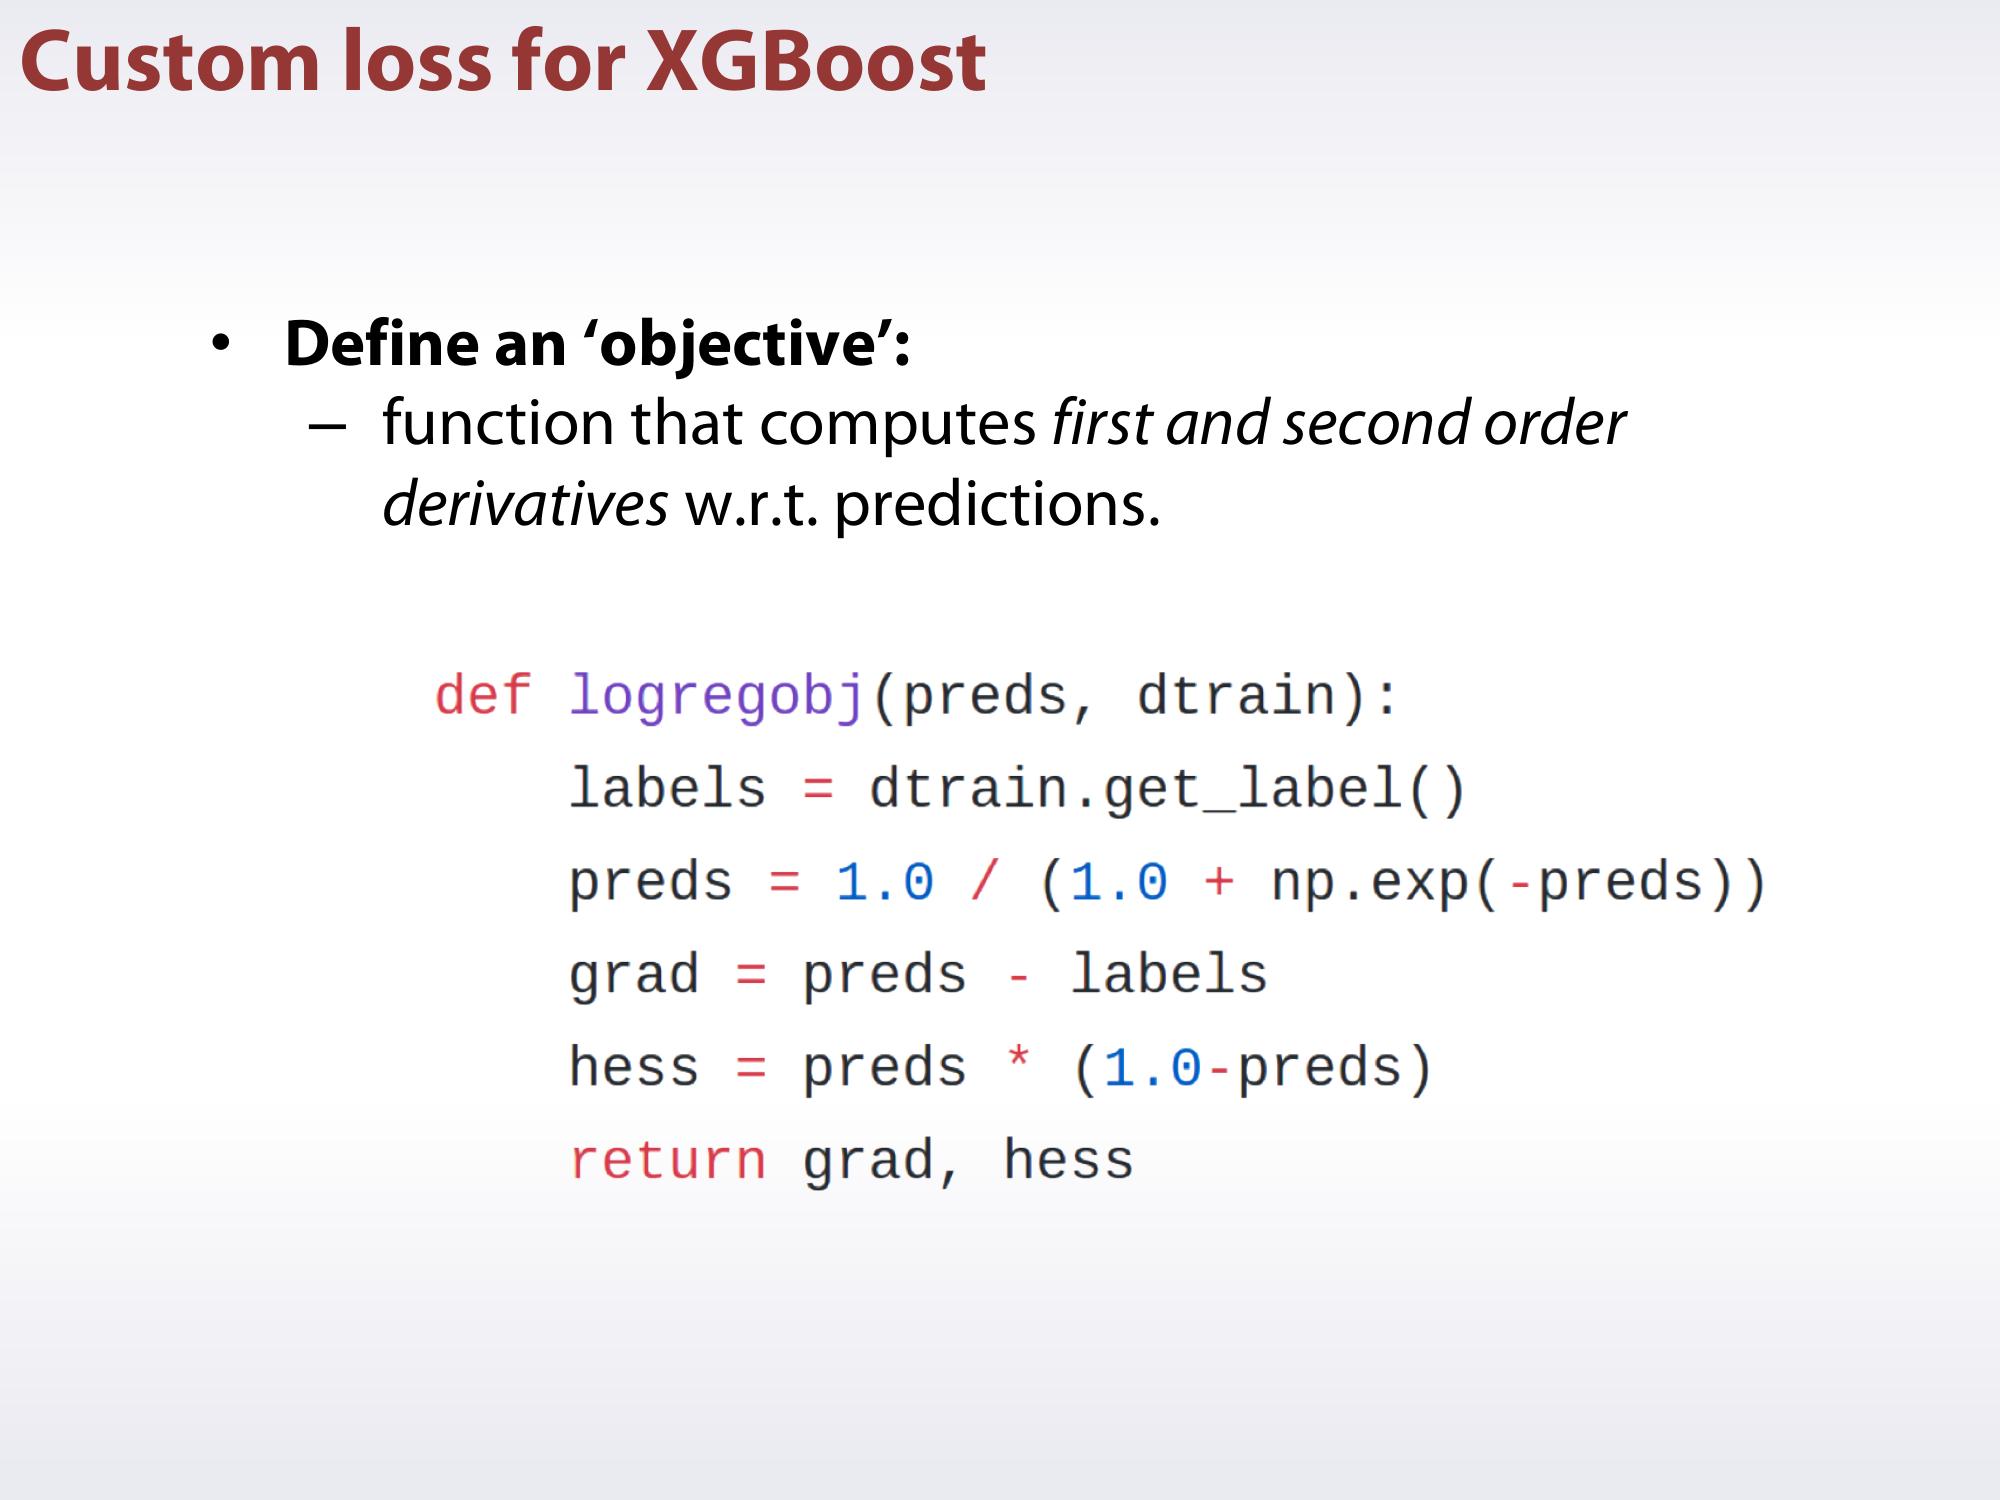 Custom loss for XGBoost
• Define an ‘objective’:
– function that computes first and second order
derivatives w.r.t. predictions.
def logregobj(preds, dtrain):
    labels = dtrain.get_label()
    preds = 1.0 / (1.0 + np.exp(-preds))
    grad = preds - labels
    hess = preds * (1.0-preds)
    return grad, hess